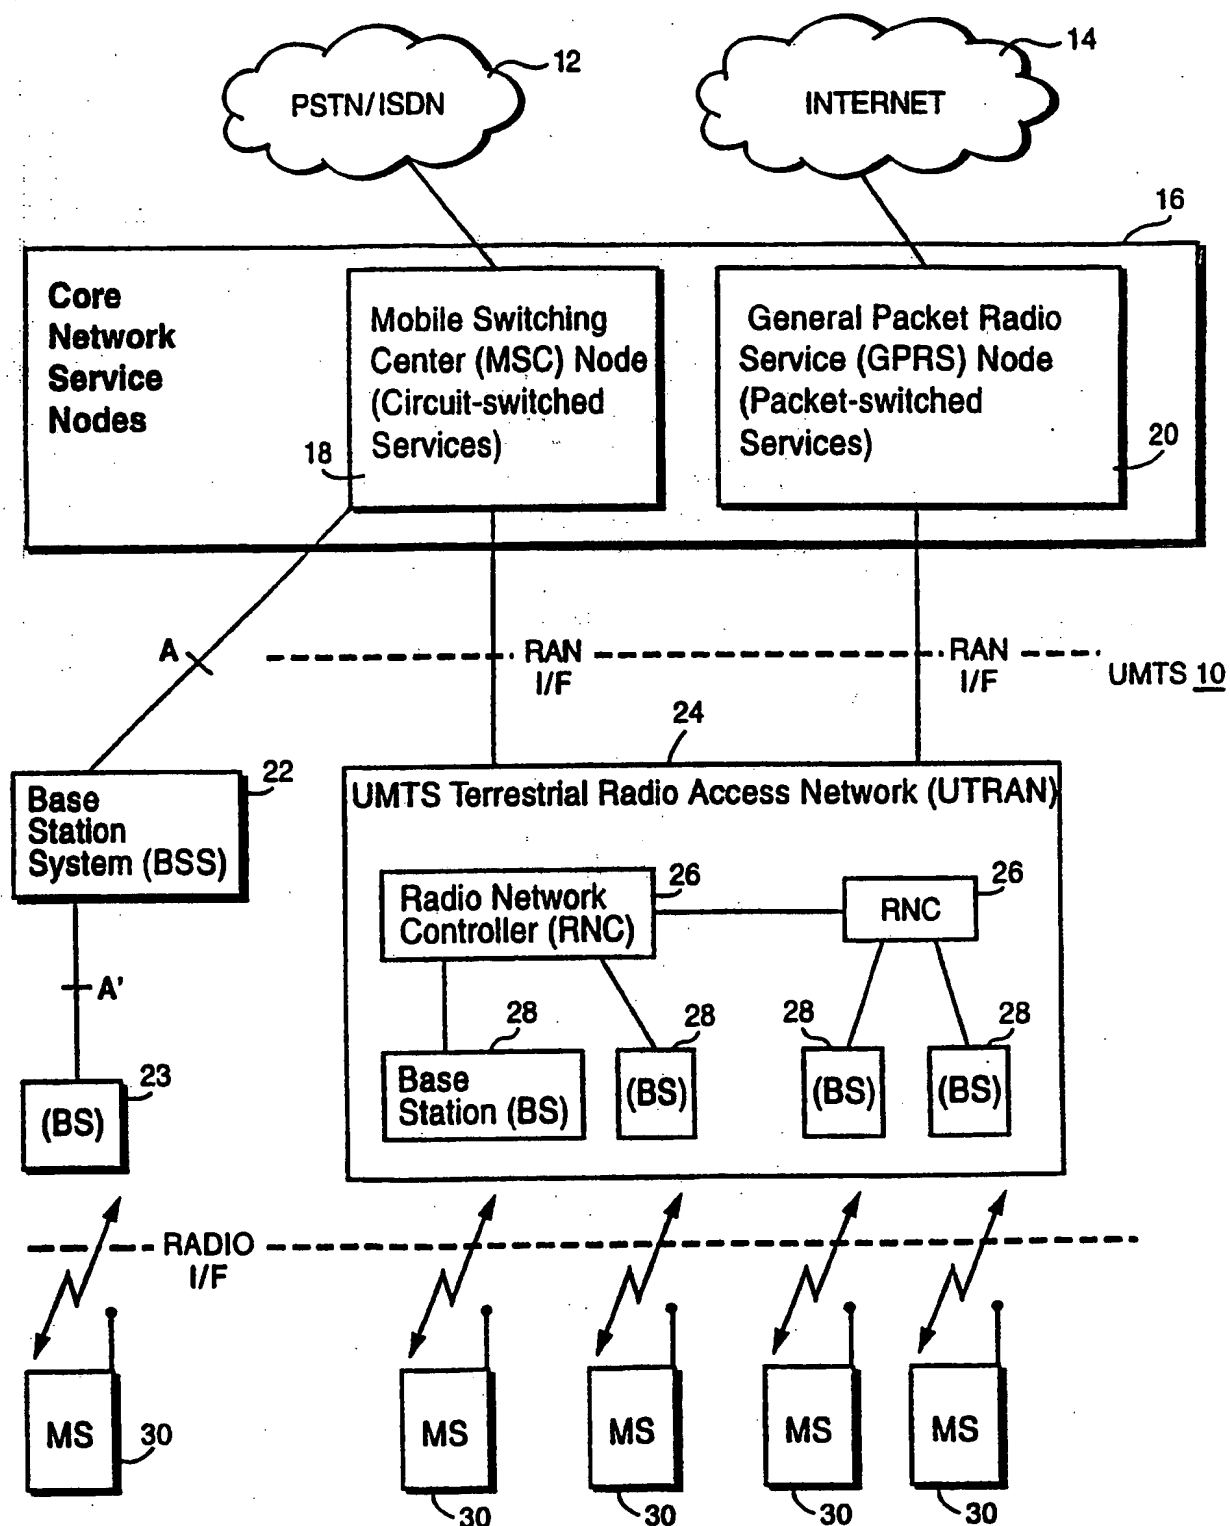 12
14
PSTN/ISDN
INTERNET
16
Core
Network
Service
Nodes
Mobile Switching
Center (MSC) Node
(Circuit-switched
Services)
18
General Packet Radio
Service (GPRS) Node
(Packet-switched
Services)
20
A
RAN
I/F
RAN
I/F
UMTS 10
24
22
Base
Station
System (BSS)
UMTS Terrestrial Radio Access Network (UTRAN)
26
Radio Network
Controller (RNC)
26
RNC
A'
28
28
28
28
23
(BS)
Base
Station (BS)
(BS)
(BS)
(BS)
RADIO
I/F
MS
30
MS
30
MS
30
MS
30
MS
30